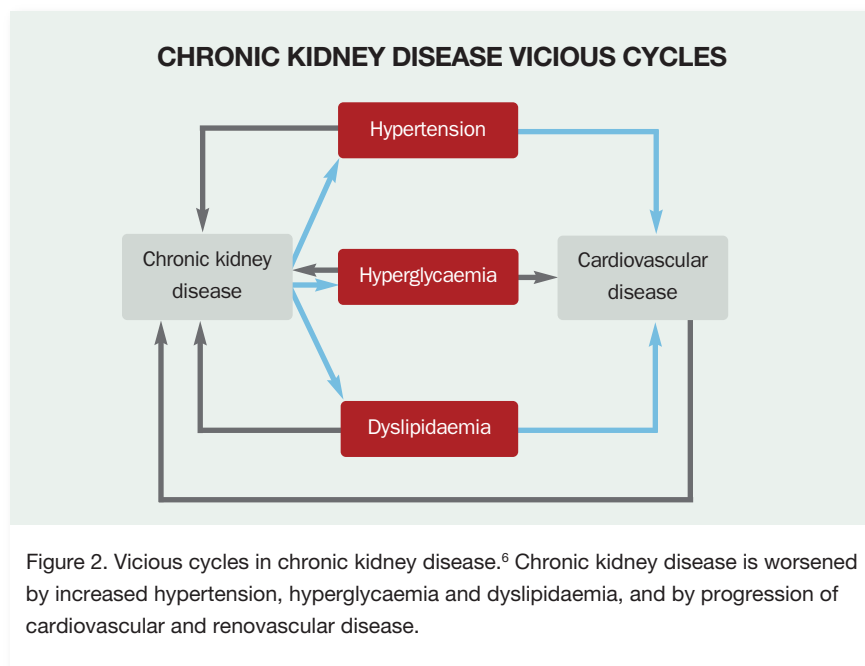 CHRONIC KIDNEY DISEASE VICIOUS CYCLES
Hypertension
Chronic kidney
disease
Hyperglycaemia
Cardiovascular
disease
Dyslipidaemia
Figure 2. Vicious cycles in chronic kidney disease.⁶ Chronic kidney disease is worsened
by increased hypertension, hyperglycaemia and dyslipidaemia, and by progression of
cardiovascular and renovascular disease.